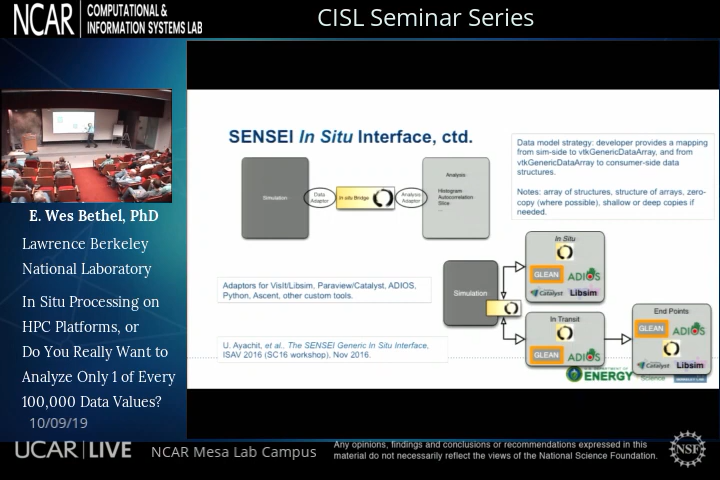 NCAR
COMPUTATIONAL &
INFORMATION SYSTEMS LAB
CISL Seminar Series
E. Wes Bethel, PhD
Lawrence Berkeley
National Laboratory
In Situ Processing on
HPC Platforms, or
Do You Really Want to
Analyze Only 1 of Every
100,000 Data Values?
10/09/19
SENSEI In Situ Interface, ctd.
Data model strategy: developer provides a mapping
from sim-side to vtkGenericDataArray, and from
vtkGenericDataArray to consumer-side data
structures.
Notes: array of structures, structure of arrays, zero-
copy (where possible), shallow or deep copies if
needed.
Simulation
Data
Adaptor
In situ Bridge
Analysis
Adaptor
Analysis
Histogram
Autocorrelation
Slice
...
Adaptors for VisIt/Libsim, Paraview/Catalyst, ADIOS,
Python, Ascent, other custom tools.
U. Ayachit, et al., The SENSEI Generic In Situ Interface,
ISAV 2016 (SC16 workshop), Nov 2016.
Simulation
In Situ
GLEAN
ADIOS
Catalyst
Libsim
In Transit
GLEAN
ADIOS
End Points
GLEAN
ADIOS
Catalyst
Libsim
ENERGY
Science
UCAR LIVE
NCAR Mesa Lab Campus
Any opinions, findings and conclusions or recommendations expressed in this
material do not necessarily reflect the views of the National Science Foundation.
NSF